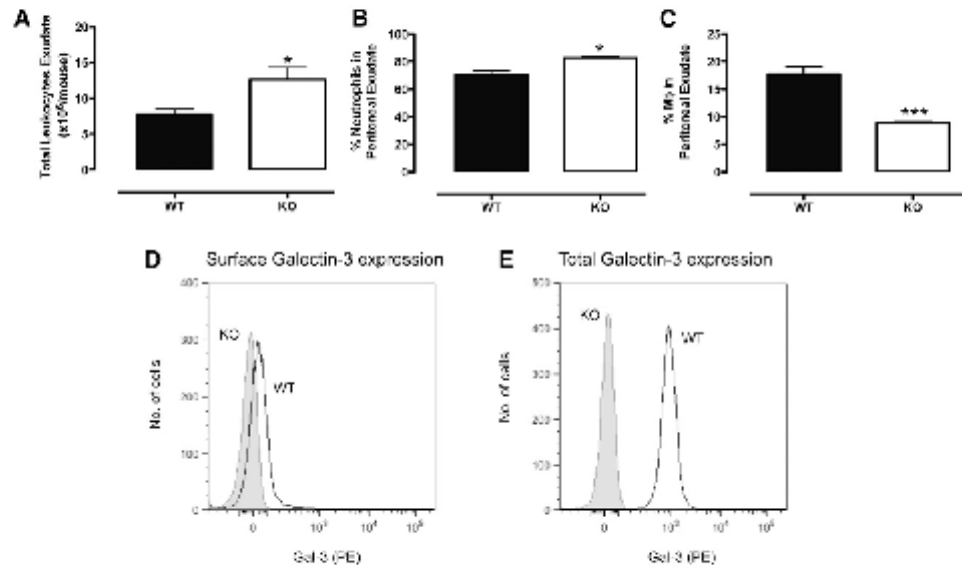 A
Total Leukocytes Exudate
(x10⁶/mouse)
20
15
10
5
0
*
WT
KO
B
% Neutrophils in
Peritoneal Exudate
100
80
60
40
20
0
*
WT
KO
C
% Mφ in
Peritoneal Exudate
25
20
15
10
5
0
***
WT
KO
D
Surface Galectin-3 expression
No. of cells
400
300
200
100
0
KO
WT
0
10³
10⁴
10⁵
Gal-3 (PE)
E
Total Galectin-3 expression
No. of cells
500
400
300
200
100
0
KO
WT
0
10³
10⁴
10⁵
Gal-3 (PE)